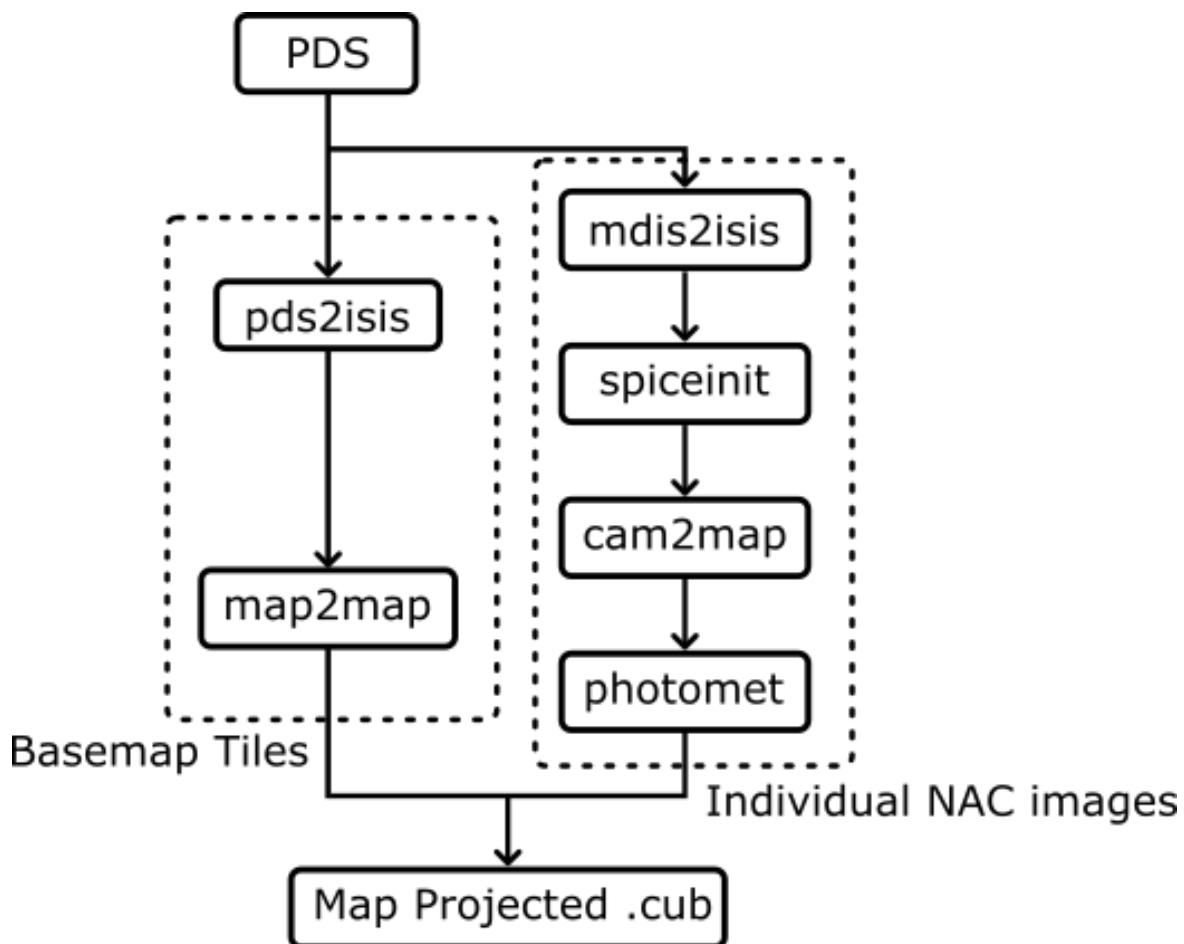 PDS
mdis2isis
pds2isis
spiceinit
cam2map
map2map
photomet
Basemap Tiles
Individual NAC images
Map Projected .cub